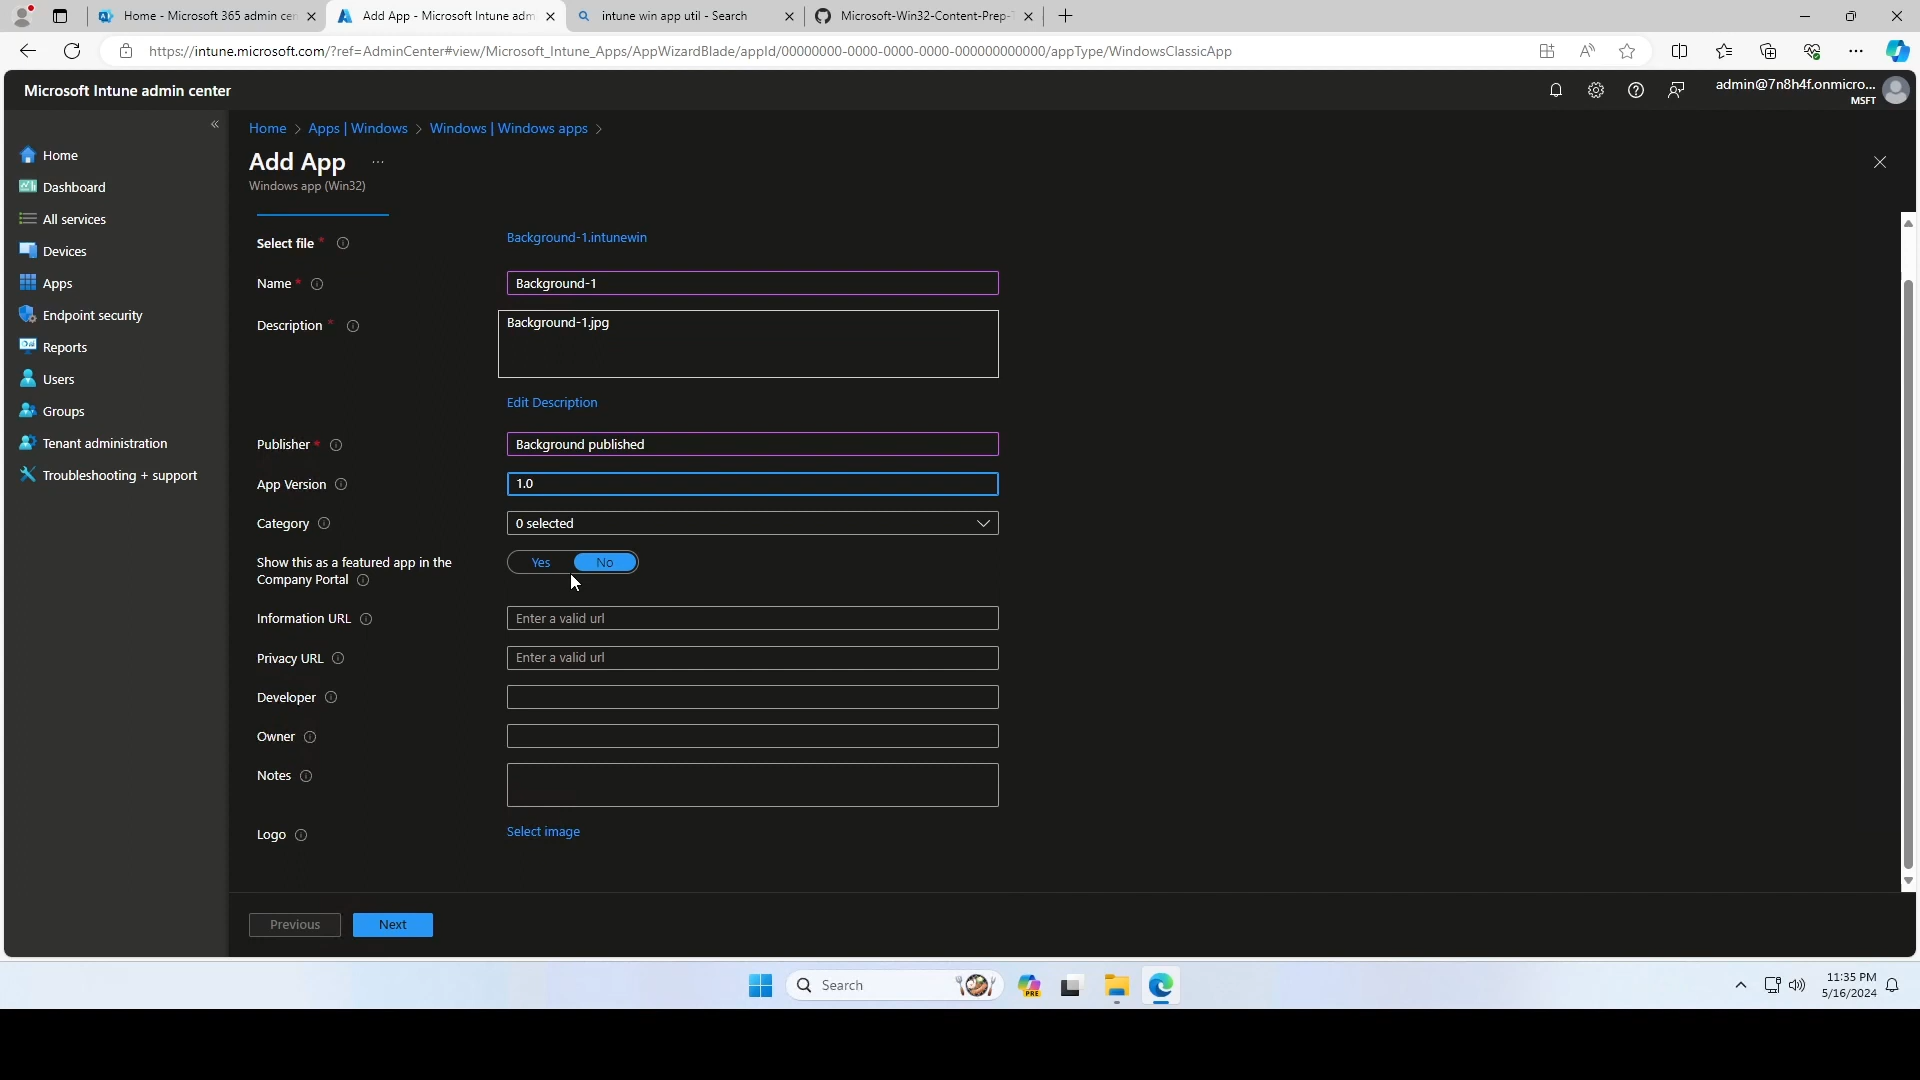 Home - Microsoft 365 admin cen
Add App - Microsoft Intune adm
intune win app util - Search
Microsoft-Win32-Content-Prep-T
https://intune.microsoft.com/?ref=AdminCenter#view/Microsoft_Intune_Apps/AppWizardBlade/appId/00000000-0000-0000-0000-000000000000/appType/WindowsClassicApp
Microsoft Intune admin center
admin@7n8h4f.onmicro...
MSFT
Home
Dashboard
All services
Devices
Apps
Endpoint security
Reports
Users
Groups
Tenant administration
Troubleshooting + support
Home > Apps | Windows > Windows | Windows apps >
Add App ...
Windows app (Win32)
Select file * Background-1.intunewin
Name * Background-1
Description * Background-1.jpg
Edit Description
Publisher * Background published
App Version 1.0
Category 0 selected
Show this as a featured app in the Yes No
Company Portal
Information URL Enter a valid url
Privacy URL Enter a valid url
Developer
Owner
Notes
Logo Select image
Previous Next
Search
PRE
11:35 PM
5/16/2024